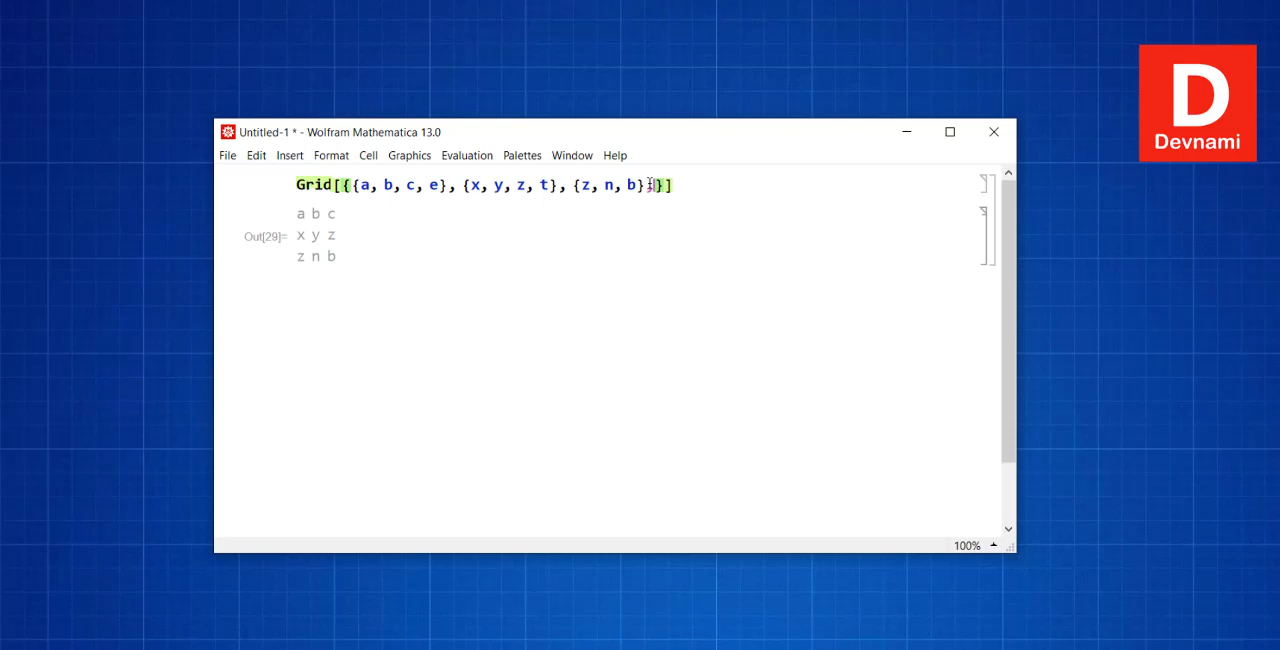 D
Devnami
Untitled-1 * - Wolfram Mathematica 13.0
File Edit Insert Format Cell Graphics Evaluation Palettes Window Help
Grid[{{a, b, c, e}, {x, y, z, t}, {z, n, b},}]
a b c
Out[29]= x y z
z n b
100%